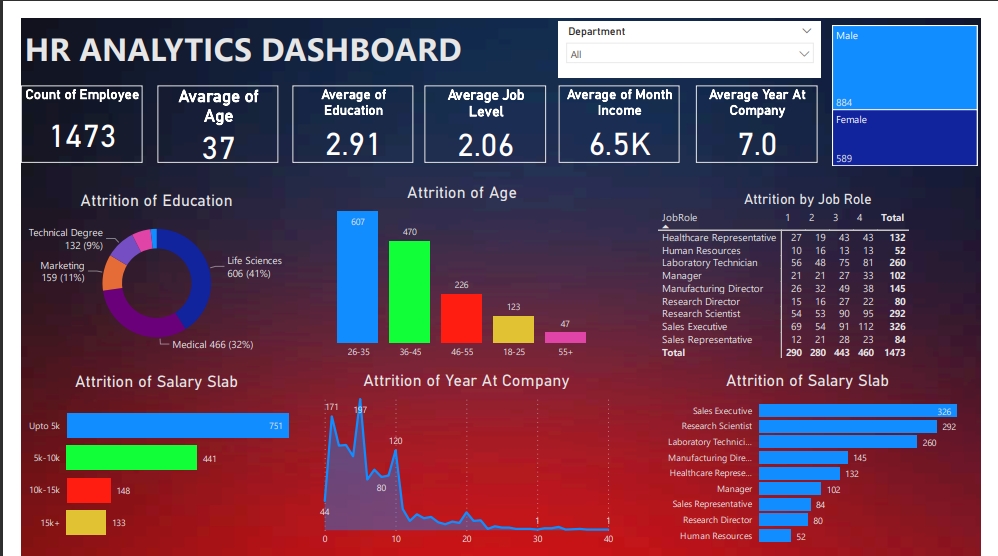 HR ANALYTICS DASHBOARD
Department
All
Male
884
Female
589
Count of Employee
1473
Avarage of
Age
37
Average of
Education
2.91
Average Job
Level
2.06
Average of Month
Income
6.5K
Average Year At
Company
7.0
Attrition of Education
Technical Degree
132 (9%)
Marketing
159 (11%)
Life Sciences
606 (41%)
Medical 466 (32%)
Attrition of Age
607
470
226
123
47
26-35 36-45 46-55 18-25 55+
Attrition by Job Role
JobRole 1 2 3 4 Total
Healthcare Representative 27 19 43 43 132
Human Resources 10 16 13 13 52
Laboratory Technician 56 48 75 81 260
Manager 21 21 27 33 102
Manufacturing Director 26 32 49 38 145
Research Director 15 16 27 22 80
Research Scientist 54 53 90 95 292
Sales Executive 69 54 91 112 326
Sales Representative 12 21 28 23 84
Total 290 280 443 460 1473
Attrition of Salary Slab
Upto 5k 751
5k-10k 441
10k-15k 148
15k+ 133
Attrition of Year At Company
171
197
120
80
44
1
1
0 10 20 30 40
Attrition of Salary Slab
Sales Executive 326
Research Scientist 292
Laboratory Technici... 260
Manufacturing Dire... 145
Healthcare Represe... 132
Manager 102
Sales Representative 84
Research Director 80
Human Resources 52